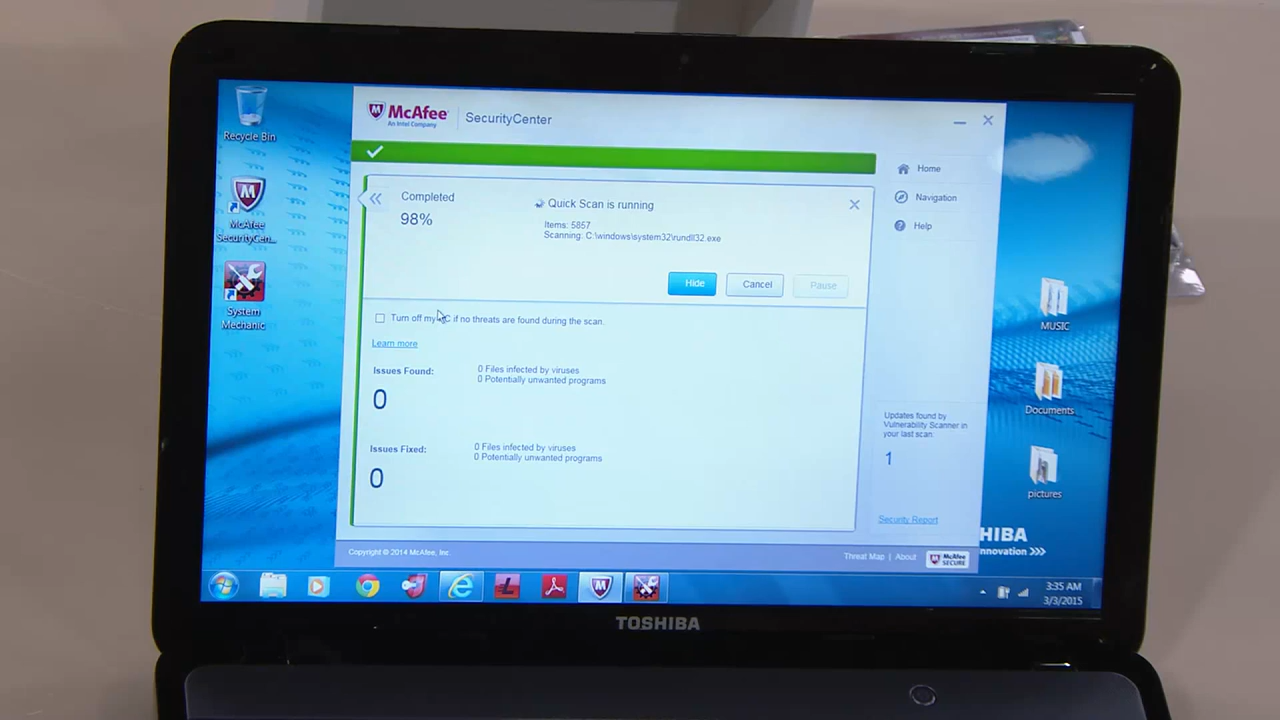 Recycle Bin
McAfee
SecurityCen...
System
Mechanic
McAfee
An Intel Company
SecurityCenter
Home
Navigation
Help
Completed
98%
Quick Scan is running
Items: 5857
Scanning: C:\windows\system32\rundll32.exe
Hide
Cancel
Pause
Turn off my PC if no threats are found during the scan.
Learn more
Issues Found:
0
0 Files infected by viruses
0 Potentially unwanted programs
Issues Fixed:
0
0 Files infected by viruses
0 Potentially unwanted programs
Updates found by
Vulnerability Scanner in
your last scan:
1
Security Report
Copyright © 2014 McAfee, Inc.
Threat Map | About
McAfee
SECURE
MUSIC
Documents
pictures
HIBA
nnovation >>>
3:35 AM
3/3/2015
TOSHIBA